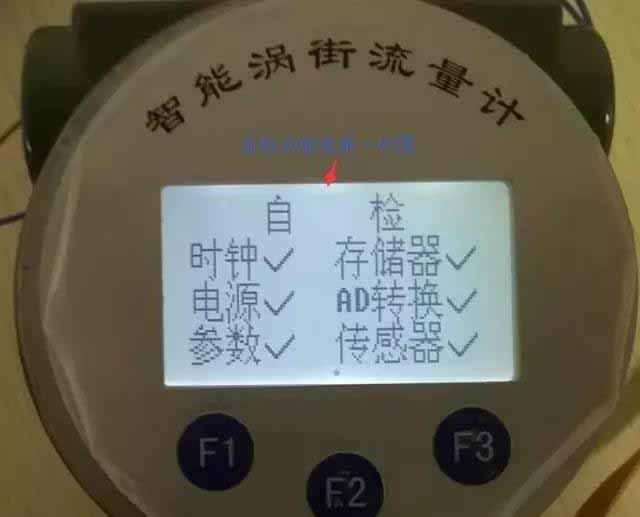 智能涡街流量计
自 检
时钟✓ 存储器✓
电源✓ AD转换✓
参数✓ 传感器✓
F1
F2
F3